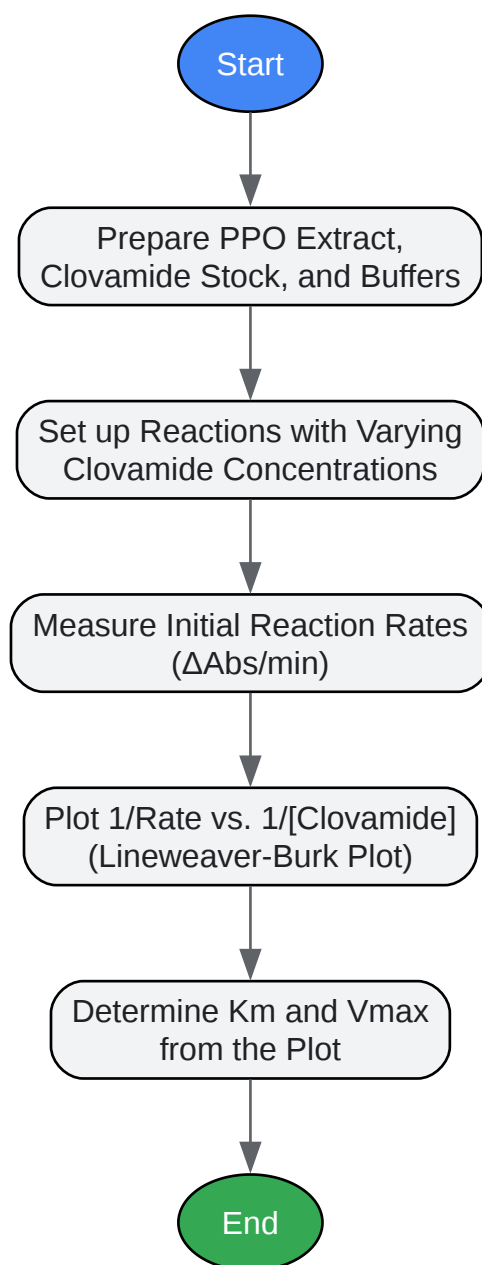 Start
Prepare PPO Extract,
Clovamide Stock, and Buffers
Set up Reactions with Varying
Clovamide Concentrations
Measure Initial Reaction Rates
(ΔAbs/min)
Plot 1/Rate vs. 1/[Clovamide]
(Lineweaver-Burk Plot)
Determine Km and Vmax
from the Plot
End